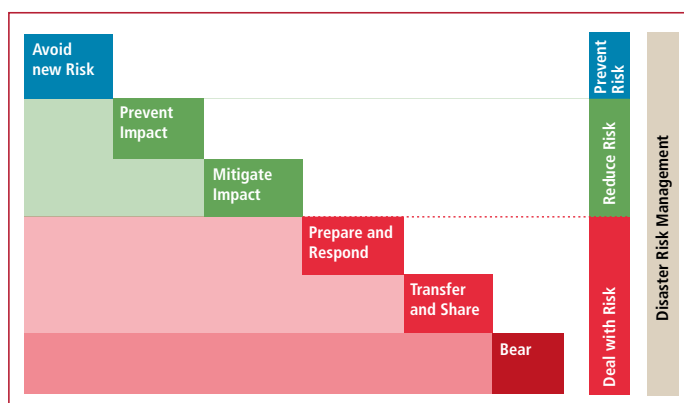 Avoid
new Risk
Prevent
Impact
Mitigate
Impact
Prepare and
Respond
Transfer
and Share
Bear
Prevent
Risk
Reduce Risk
Deal with Risk
Disaster Risk Management